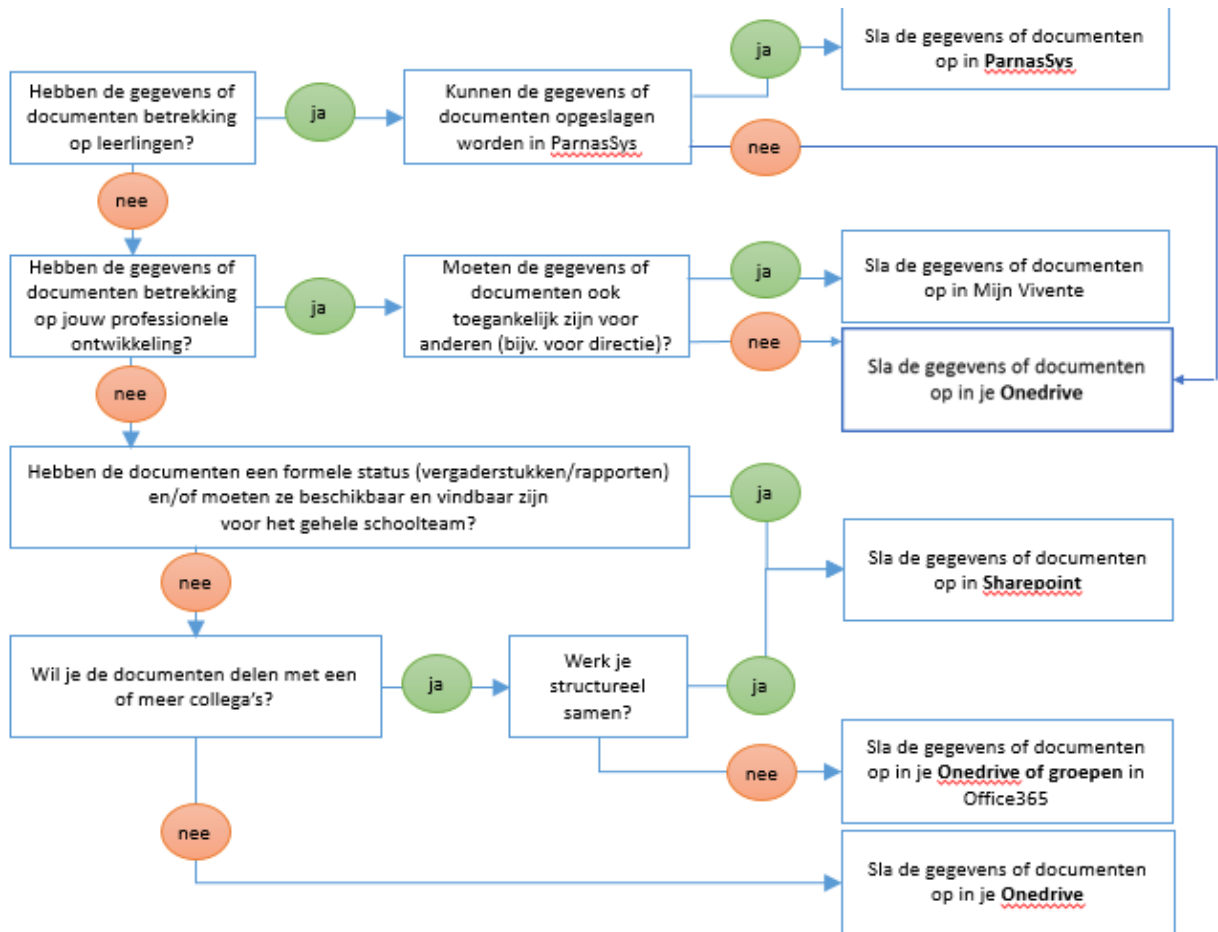 Hebben de gegevens of
documenten betrekking
op leerlingen?
ja
Kunnen de gegevens of
documenten opgeslagen
worden in ParnasSys
ja
Sla de gegevens of documenten
op in ParnasSys
nee
nee
Hebben de gegevens of
documenten betrekking
op jouw professionele
ontwikkeling?
ja
Moeten de gegevens of
documenten ook
toegankelijk zijn voor
anderen (bijv. voor directie)?
ja
Sla de gegevens of documenten
op in Mijn Vivente
nee
Sla de gegevens of documenten
op in je Onedrive
nee
Hebben de documenten een formele status (vergaderstukken/rapporten)
en/of moeten ze beschikbaar en vindbaar zijn
voor het gehele schoolteam?
ja
Sla de gegevens of documenten
op in Sharepoint
nee
Wil je de documenten delen met een
of meer collega's?
ja
Werk je
structureel
samen?
ja
nee
Sla de gegevens of documenten
op in je Onedrive of groepen in
Office365
nee
Sla de gegevens of documenten
op in je Onedrive